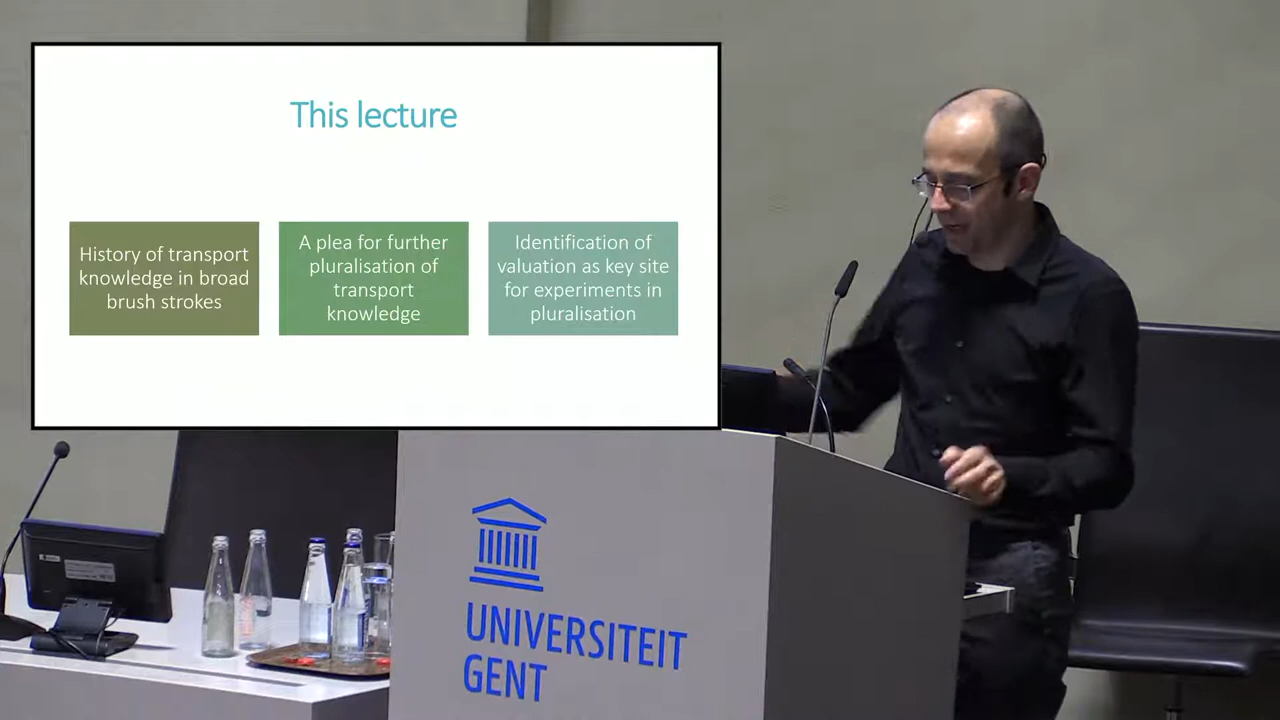 This lecture
History of transport
knowledge in broad
brush strokes
A plea for further
pluralisation of
transport
knowledge
Identification of
valuation as key site
for experiments in
pluralisation
UNIVERSITEIT
GENT